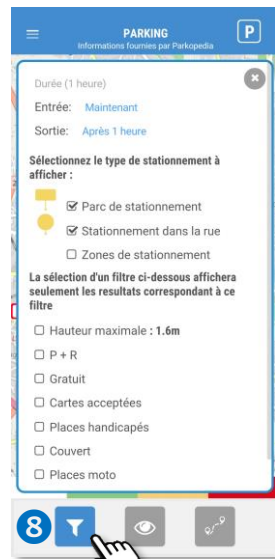 PARKING
Informations fournies par Parkopedia
P
Durée (1 heure)
Entrée: Maintenant
Sortie: Après 1 heure
Sélectionnez le type de stationnement à
afficher :
Parc de stationnement
Stationnement dans la rue
Zones de stationnement
La sélection d'un filtre ci-dessous affichera
seulement les resultats correspondant à ce
filtre
Hauteur maximale : 1.6m
P + R
Gratuit
Cartes acceptées
Places handicapés
Couvert
Places moto
8